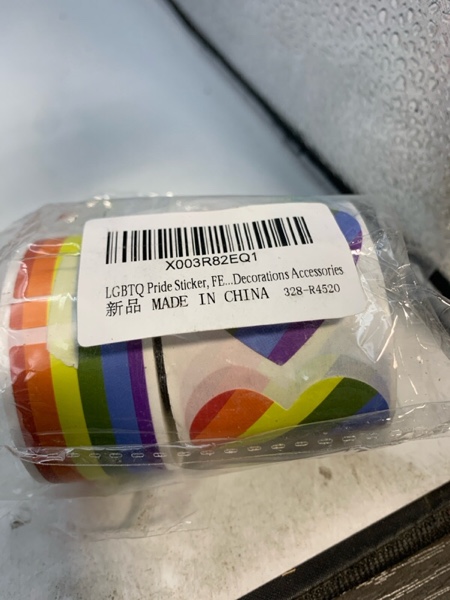 X003R82EQ1
LGBTQ Pride Sticker, FE...Decorations Accessories
新品 MADE IN CHINA 328-R4520